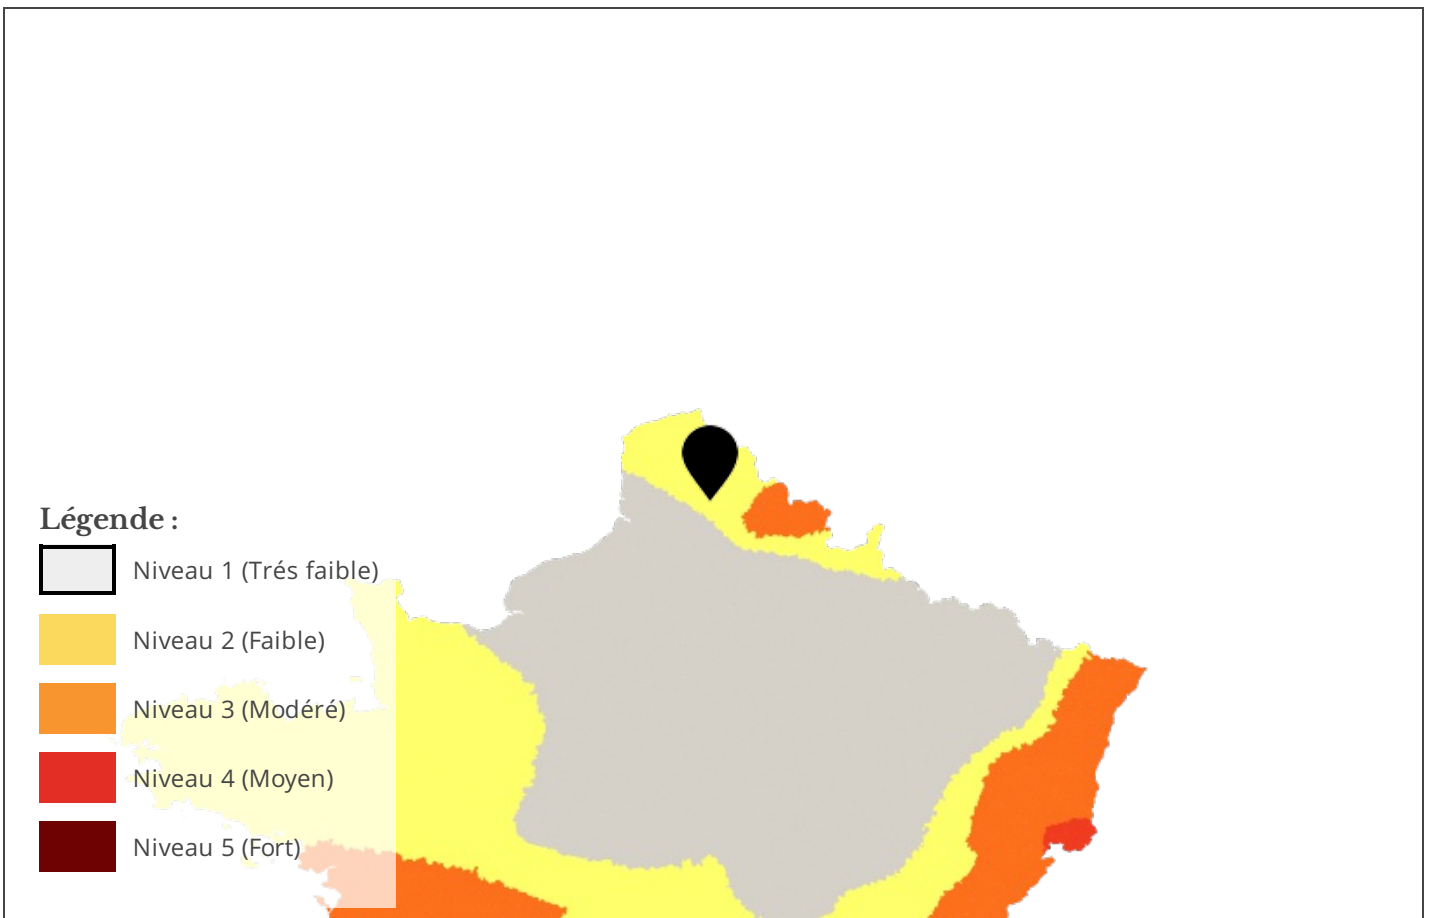 Légende :
Niveau 1 (Trés faible)
Niveau 2 (Faible)
Niveau 3 (Modéré)
Niveau 4 (Moyen)
Niveau 5 (Fort)